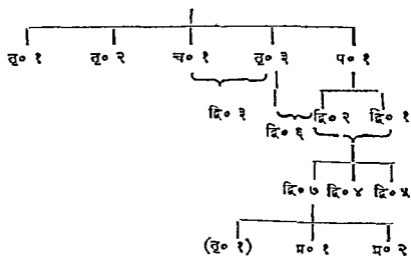 तृ० १ तृ० २ च० १ तृ० ३ प० १
द्वि० ३ द्वि० ६ द्वि० २ द्वि० १
द्वि० ७ द्वि० ४ द्वि० ५
(तृ० १) प्र० १ प्र० २